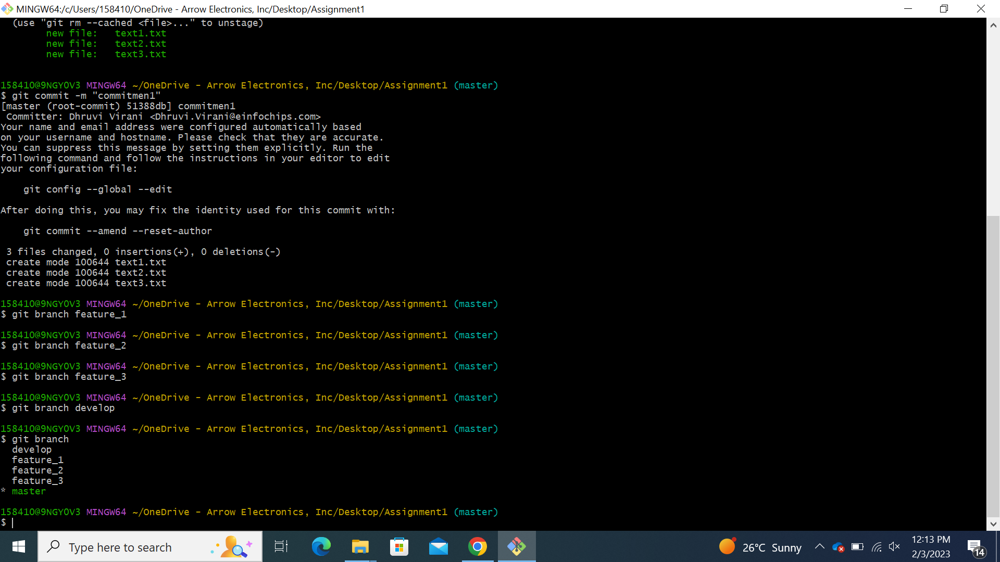 MINGW64:/c/Users/158410/OneDrive - Arrow Electronics, Inc/Desktop/Assignment1
(use "git rm --cached <file>..." to unstage)
new file: text1.txt
new file: text2.txt
new file: text3.txt
158410@9NGY0V3 MINGW64 ~/OneDrive - Arrow Electronics, Inc/Desktop/Assignment1 (master)
$ git commit -m "commitmen1"
[master (root-commit) 51388db] commitmen1
Committer: Dhruvi Virani <Dhruvi.Virani@einfochips.com>
Your name and email address were configured automatically based
on your username and hostname. Please check that they are accurate.
You can suppress this message by setting them explicitly. Run the
following command and follow the instructions in your editor to edit
your configuration file:
git config --global --edit
After doing this, you may fix the identity used for this commit with:
git commit --amend --reset-author
3 files changed, 0 insertions(+), 0 deletions(-)
create mode 100644 text1.txt
create mode 100644 text2.txt
create mode 100644 text3.txt
158410@9NGY0V3 MINGW64 ~/OneDrive - Arrow Electronics, Inc/Desktop/Assignment1 (master)
$ git branch feature_1
158410@9NGY0V3 MINGW64 ~/OneDrive - Arrow Electronics, Inc/Desktop/Assignment1 (master)
$ git branch feature_2
158410@9NGY0V3 MINGW64 ~/OneDrive - Arrow Electronics, Inc/Desktop/Assignment1 (master)
$ git branch feature_3
158410@9NGY0V3 MINGW64 ~/OneDrive - Arrow Electronics, Inc/Desktop/Assignment1 (master)
$ git branch develop
158410@9NGY0V3 MINGW64 ~/OneDrive - Arrow Electronics, Inc/Desktop/Assignment1 (master)
$ git branch
develop
feature_1
feature_2
feature_3
* master
158410@9NGY0V3 MINGW64 ~/OneDrive - Arrow Electronics, Inc/Desktop/Assignment1 (master)
$
Type here to search
26°C Sunny
12:13 PM
2/3/2023
14